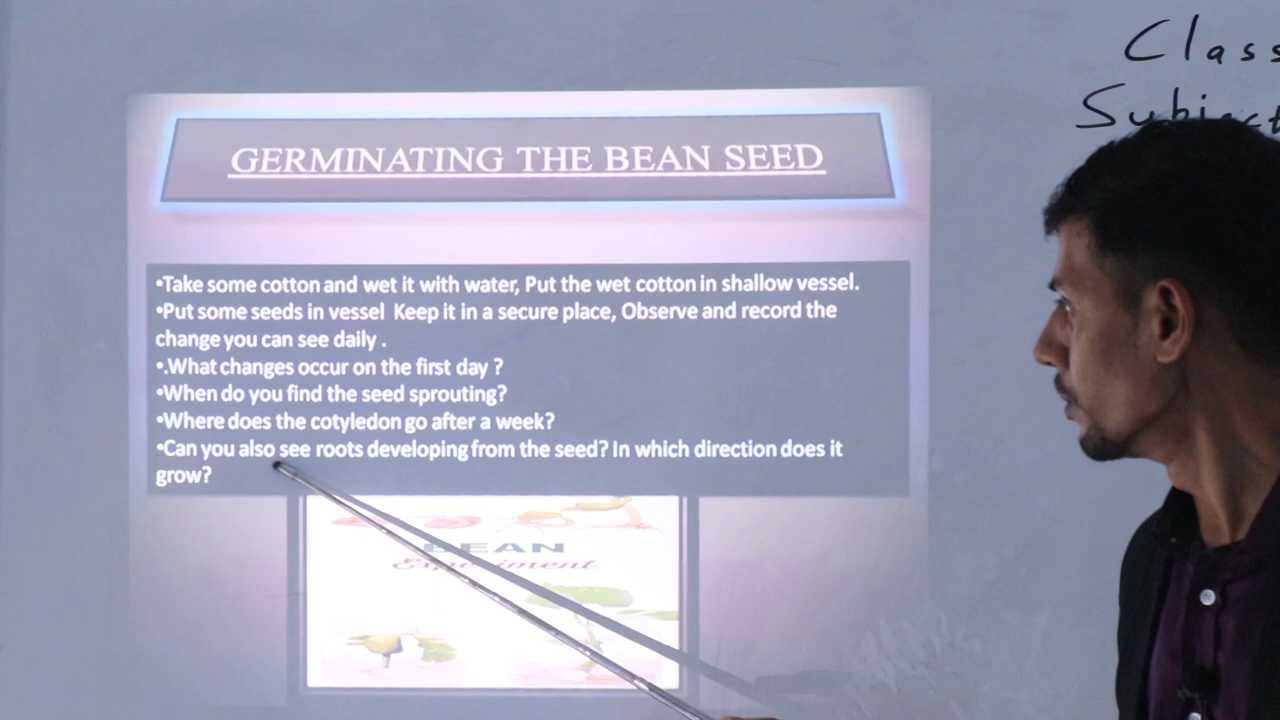 Class
Subject
GERMINATING THE BEAN SEED
•Take some cotton and wet it with water, Put the wet cotton in shallow vessel.
•Put some seeds in vessel Keep it in a secure place, Observe and record the
change you can see daily .
•.What changes occur on the first day ?
•When do you find the seed sprouting?
•Where does the cotyledon go after a week?
•Can you also see roots developing from the seed? In which direction does it
grow?
BEAN
Experiment